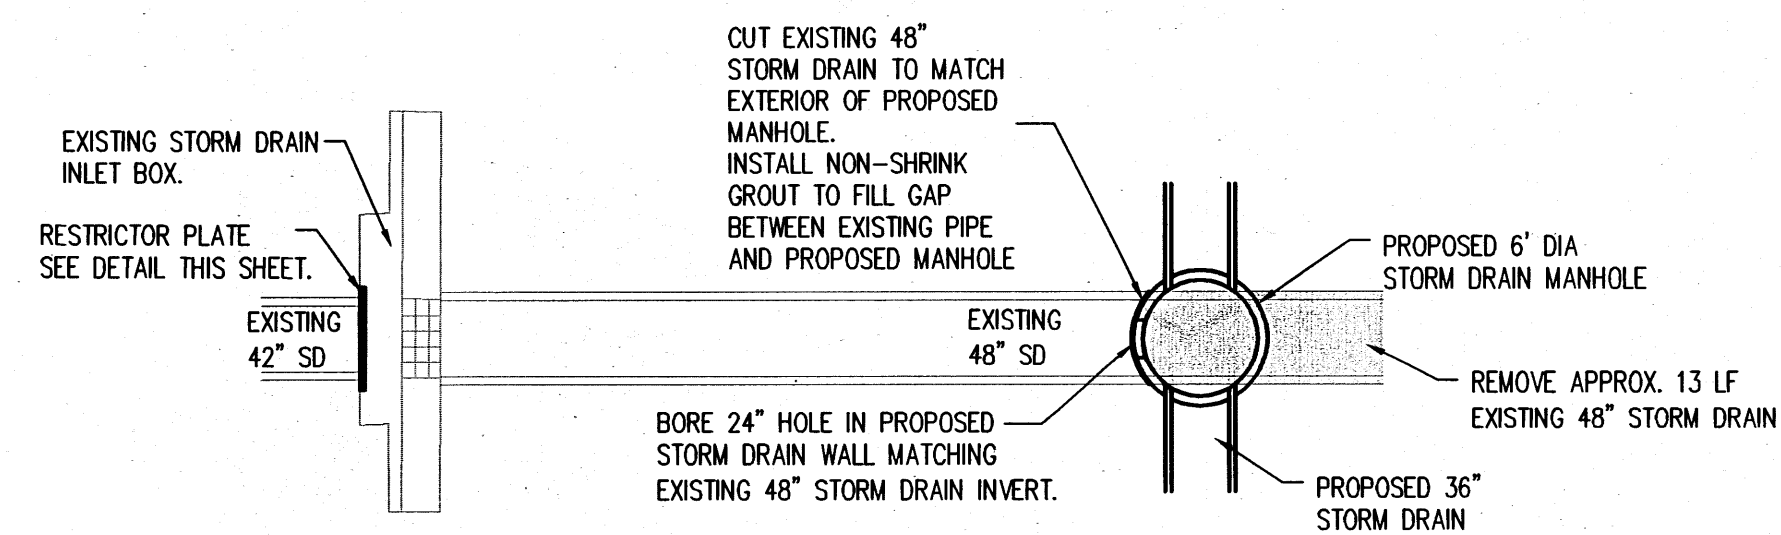 EXISTING STORM DRAIN
INLET BOX.
RESTRICTOR PLATE
SEE DETAIL THIS SHEET.
EXISTING
42" SD
CUT EXISTING 48"
STORM DRAIN TO MATCH
EXTERIOR OF PROPOSED
MANHOLE.
INSTALL NON-SHRINK
GROUT TO FILL GAP
BETWEEN EXISTING PIPE
AND PROPOSED MANHOLE
EXISTING
48" SD
BORE 24" HOLE IN PROPOSED
STORM DRAIN WALL MATCHING
EXISTING 48" STORM DRAIN INVERT.
PROPOSED 6' DIA
STORM DRAIN MANHOLE
REMOVE APPROX. 13 LF
EXISTING 48" STORM DRAIN
PROPOSED 36"
STORM DRAIN